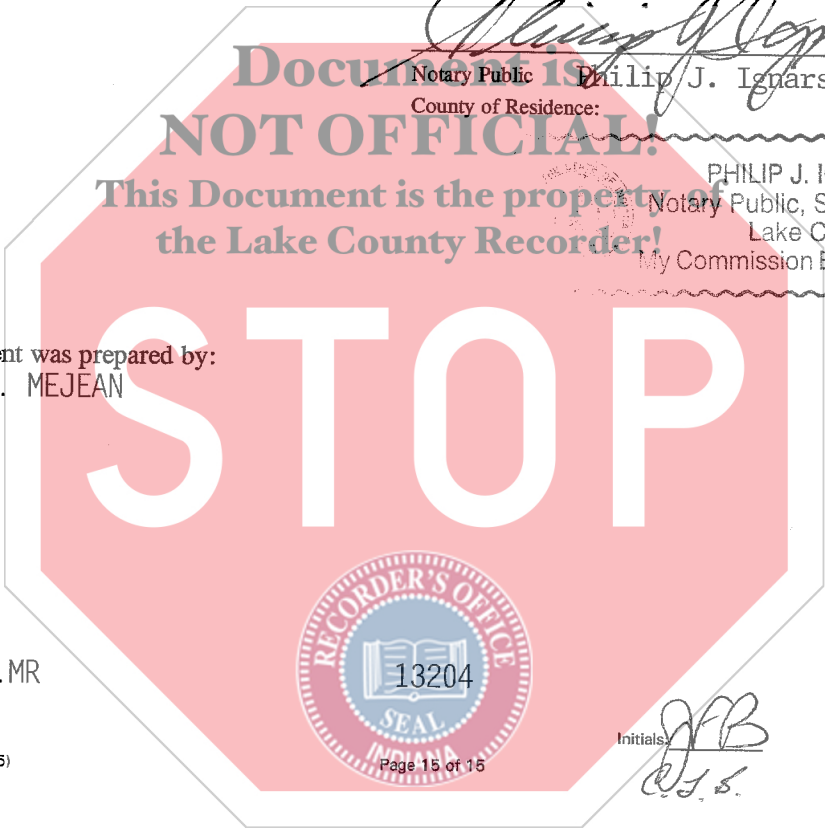 Document is
Notary Public Philip J. Ignars
County of Residence:
NOT OFFICIAL!
PHILIP J. I
This Document is the property of
Notary Public, S
the Lake County Recorder!
Lake C
My Commission E
STOP
nt was prepared by:
. MEJEAN
RECORDER'S OFFICE
.MR
13204
SEAL
INDIANA
Initials: JFB
5)
Page 15 of 15
C.J.B.